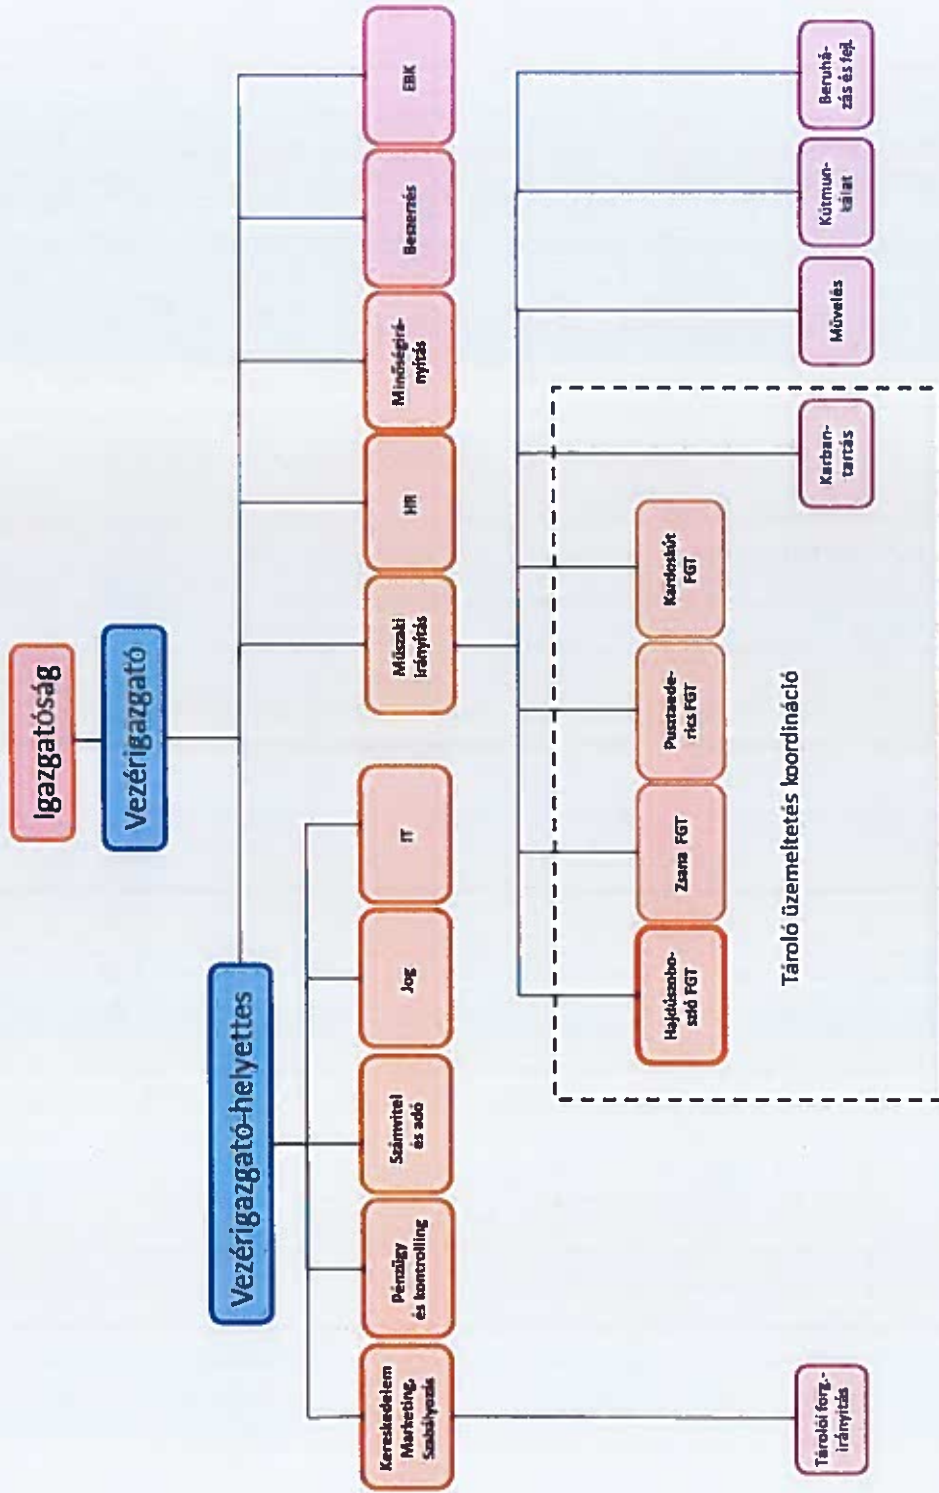 Igazgatóság
Vezérigazgató
Vezérigazgató-helyettes
Kereskedelem
Marketing,
Szabályozás
Pénzügy
és kontrolling
Számvitel
és adó
Jog
IT
Műszaki
irányítás
HR
Minőségirá-
nyítás
Beszerzés
EBK
Hajdúszobo-
szló FGT
Zsana FGT
Pusztaede-
rics FGT
Kardoskút
FGT
Tároló üzemeltetés koordináció
Tárolói forg.-
irányítás
Karban-
tartás
Művelés
Kútmun-
kálat
Beruhá-
zás és fejl.